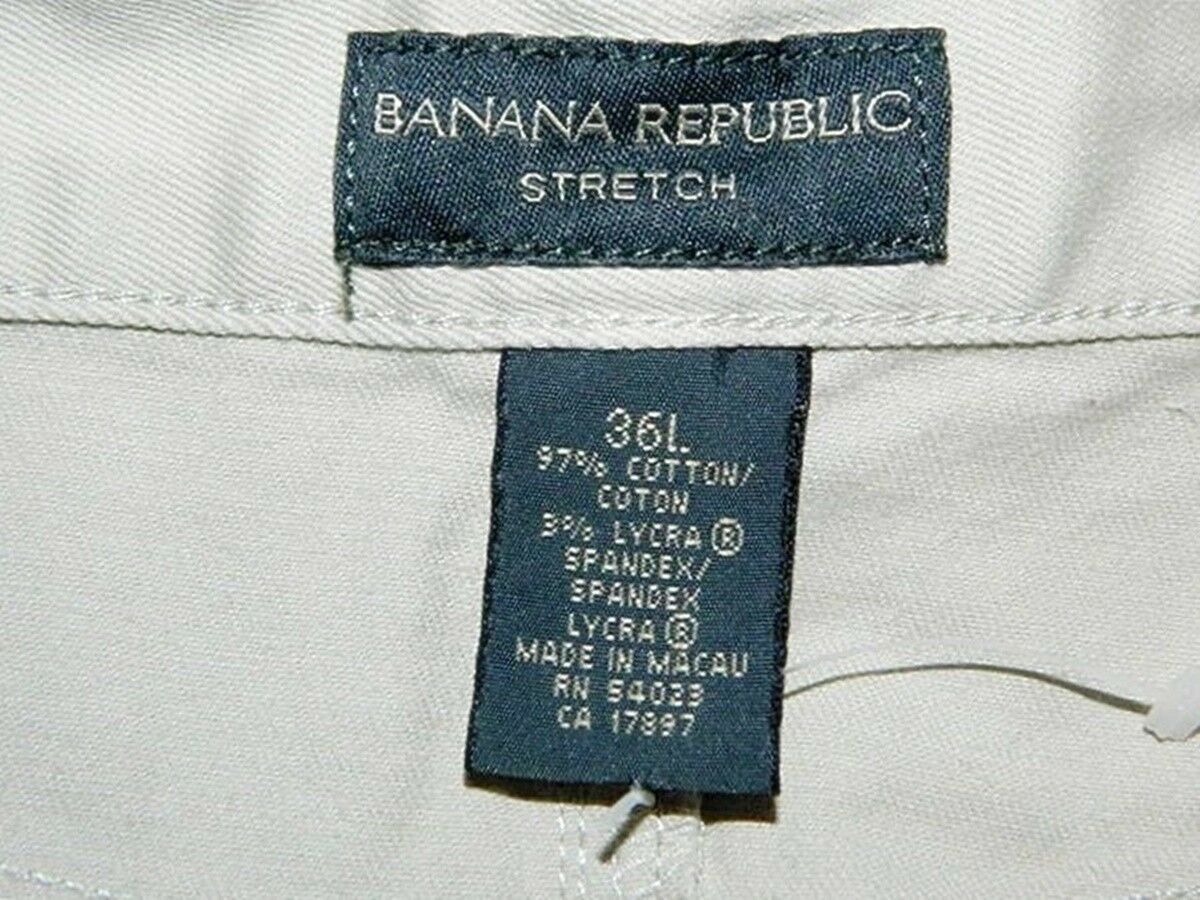 BANANA REPUBLIC
STRETCH
36L
97% COTTON/
COTON
3% LYCRA®
SPANDEX/
SPANDEX
LYCRA®
MADE IN MACAU
RN 54023
CA 17897